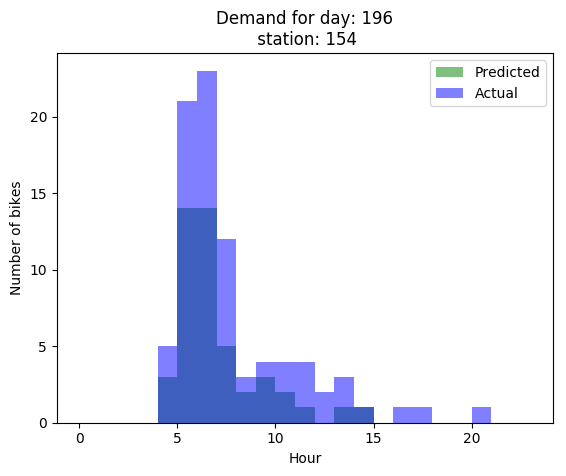 Demand for day: 196
station: 154
Predicted
Actual
Number of bikes
20
15
10
5
0
0
5
10
15
20
Hour